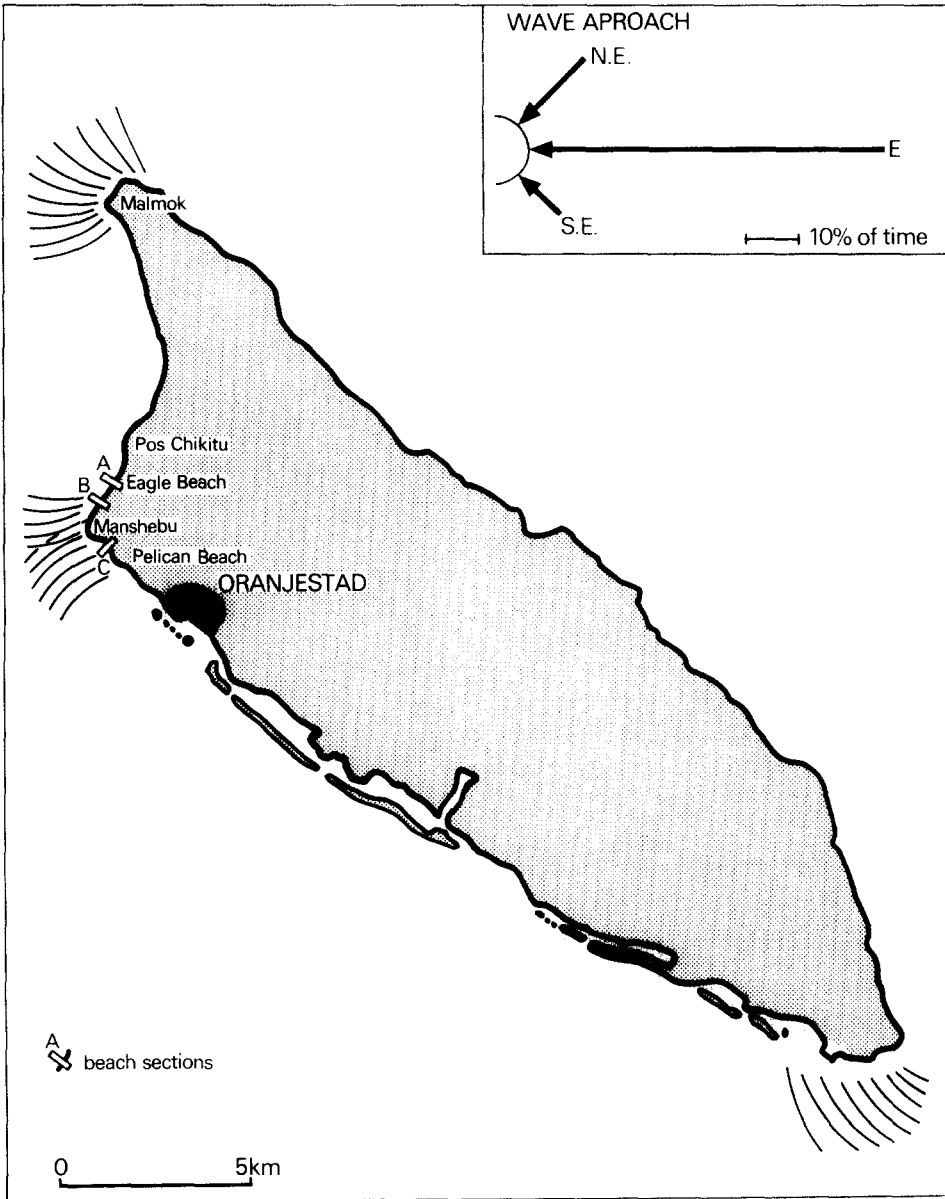 WAVE APROACH
N.E.
E
S.E.
10% of time
Malmok
Pos Chikitu
A
Eagle Beach
B
Manshebu
C
Pelican Beach
ORANJESTAD
A
beach sections
0 5km